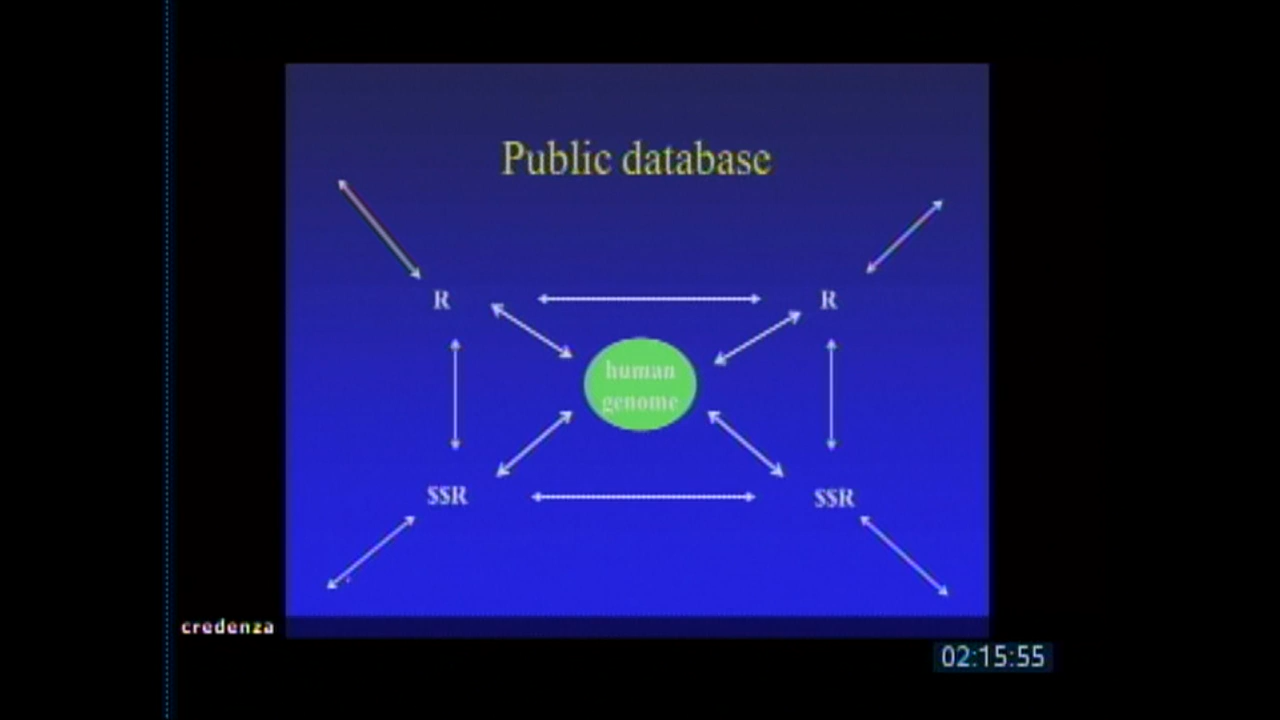 Public database
R R
human
genome
SSR SSR
credenza
02:15:55